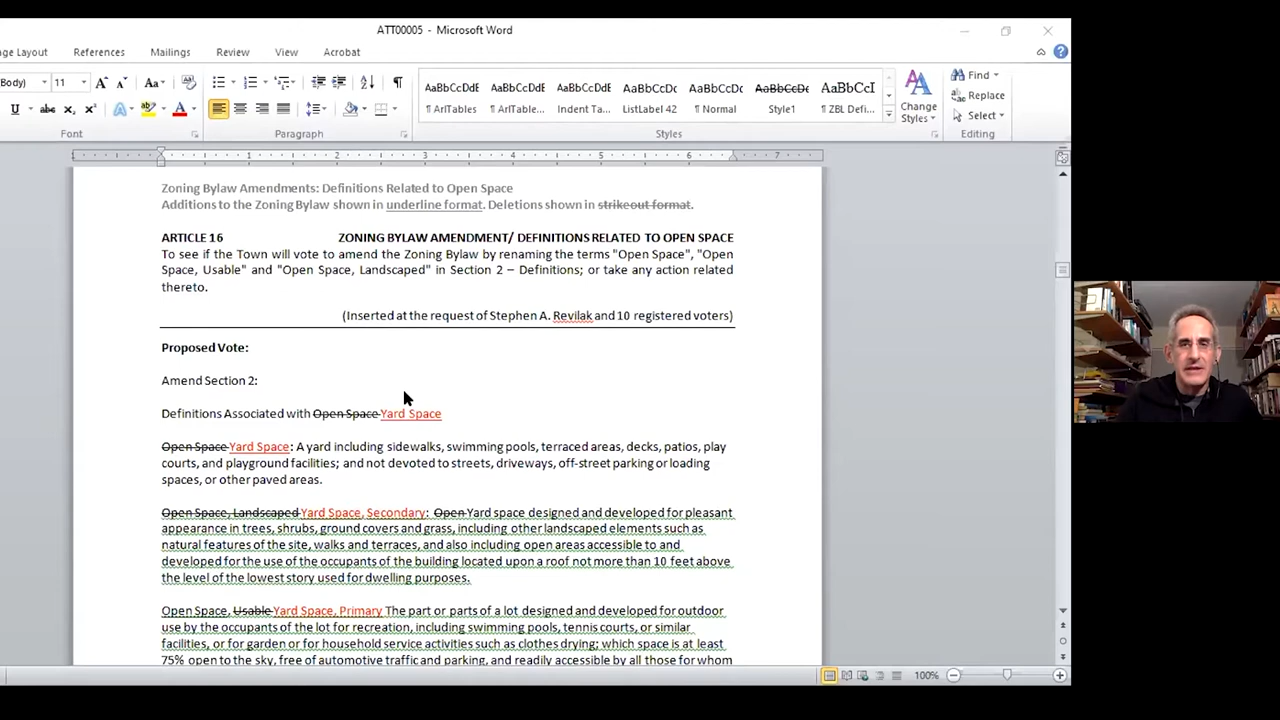 ATT00005 - Microsoft Word
ge Layout References Mailings Review View Acrobat
Body) 11 Aa
Find
Replace
Select
AaBbCcDdE AaBbCcDdE AaBbCcDdE AaBbCcDc AaBbCcDc AaBbCcDc AaBbCcI
¶ ArlTables ¶ ArlTable... Indent Ta... ListLabel 42 ¶ Normal Style1 ¶ ZBL Defi...
Change
Styles
Font Paragraph Styles Editing
1 2 3 4 5 6 7
Zoning Bylaw Amendments: Definitions Related to Open Space
Additions to the Zoning Bylaw shown in underline format. Deletions shown in strikeout format.
ARTICLE 16 ZONING BYLAW AMENDMENT/ DEFINITIONS RELATED TO OPEN SPACE
To see if the Town will vote to amend the Zoning Bylaw by renaming the terms "Open Space", "Open
Space, Usable" and "Open Space, Landscaped" in Section 2 – Definitions; or take any action related
thereto.
(Inserted at the request of Stephen A. Revilak and 10 registered voters)
Proposed Vote:
Amend Section 2:
Definitions Associated with Open Space Yard Space
Open Space Yard Space: A yard including sidewalks, swimming pools, terraced areas, decks, patios, play
courts, and playground facilities; and not devoted to streets, driveways, off-street parking or loading
spaces, or other paved areas.
Open Space, Landscaped Yard Space, Secondary: Open Yard space designed and developed for pleasant
appearance in trees, shrubs, ground covers and grass, including other landscaped elements such as
natural features of the site, walks and terraces, and also including open areas accessible to and
developed for the use of the occupants of the building located upon a roof not more than 10 feet above
the level of the lowest story used for dwelling purposes.
Open Space, Usable Yard Space, Primary The part or parts of a lot designed and developed for outdoor
use by the occupants of the lot for recreation, including swimming pools, tennis courts, or similar
facilities, or for garden or for household service activities such as clothes drying; which space is at least
75% open to the sky, free of automotive traffic and parking, and readily accessible by all those for whom
100%